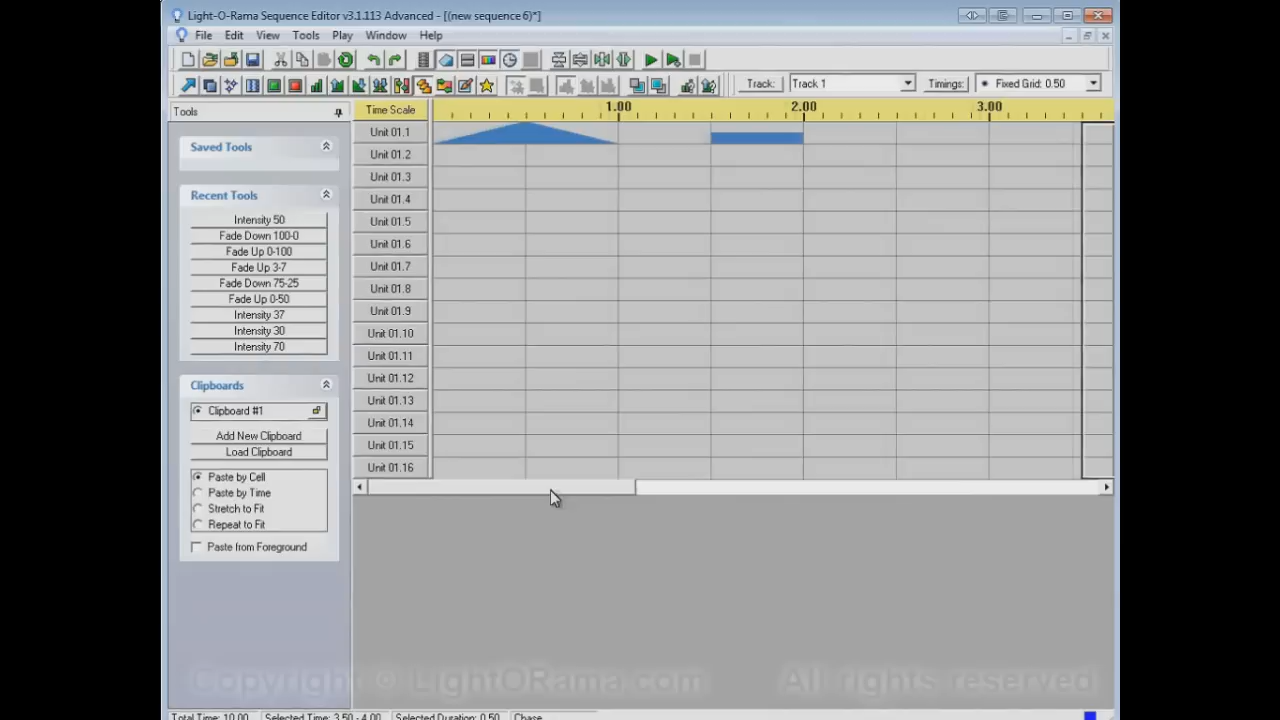 Light-O-Rama Sequence Editor v3.1.113 Advanced - [(new sequence 6)*]
File Edit View Tools Play Window Help
Track: Track 1 Timings: Fixed Grid: 0.50
Tools
Time Scale 1.00 2.00 3.00
Saved Tools
Recent Tools
Intensity 50
Fade Down 100-0
Fade Up 0-100
Fade Up 3-7
Fade Down 75-25
Fade Up 0-50
Intensity 37
Intensity 30
Intensity 70
Clipboards
Clipboard #1
Add New Clipboard
Load Clipboard
Paste by Cell
Paste by Time
Stretch to Fit
Repeat to Fit
Paste from Foreground
Unit 01.1
Unit 01.2
Unit 01.3
Unit 01.4
Unit 01.5
Unit 01.6
Unit 01.7
Unit 01.8
Unit 01.9
Unit 01.10
Unit 01.11
Unit 01.12
Unit 01.13
Unit 01.14
Unit 01.15
Unit 01.16
Copyright © LightORama.com All rights reserved
Total Time: 10.00 Selected Time: 3.50 - 4.00 Selected Duration: 0.50 Chase